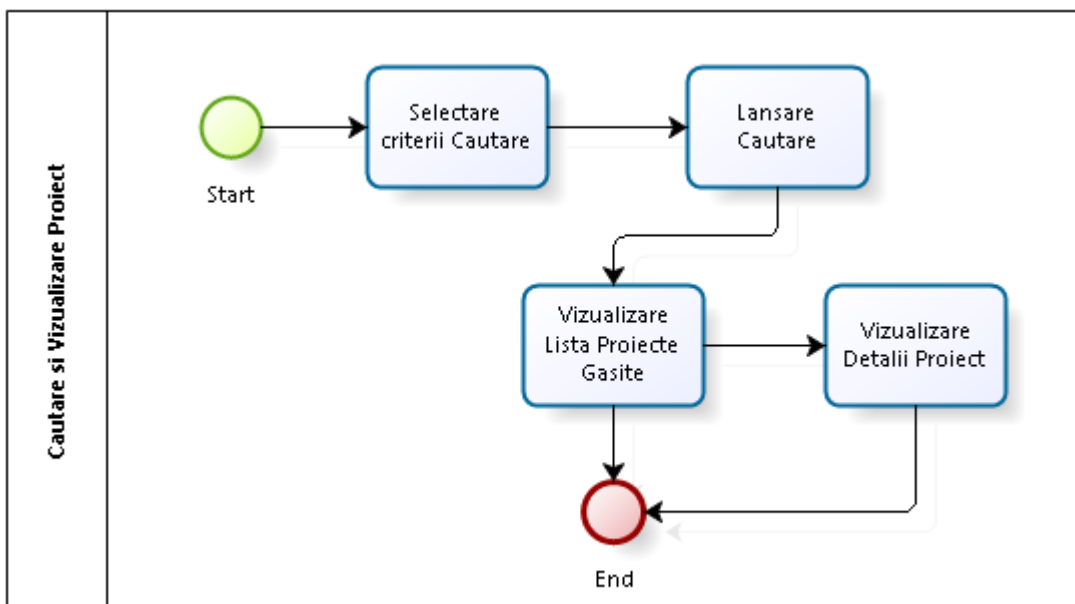 Cautare si Vizualizare Proiect
Start
Selectare
criterii Cautare
Lansare
Cautare
Vizualizare
Lista Proiecte
Gasite
Vizualizare
Detalii Proiect
End